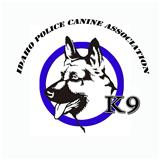 IDAHO POLICE CANINE ASSOCIATION
K9